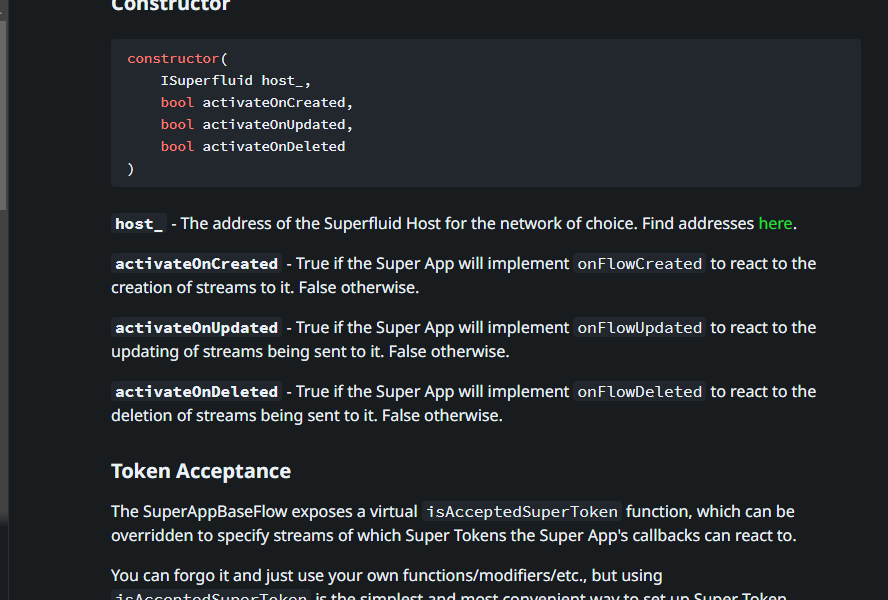 Constructor
constructor(
    ISuperfluid host_,
    bool activateOnCreated,
    bool activateOnUpdated,
    bool activateOnDeleted
)
host_ - The address of the Superfluid Host for the network of choice. Find addresses here.
activateOnCreated - True if the Super App will implement onFlowCreated to react to the
creation of streams to it. False otherwise.
activateOnUpdated - True if the Super App will implement onFlowUpdated to react to the
updating of streams being sent to it. False otherwise.
activateOnDeleted - True if the Super App will implement onFlowDeleted to react to the
deletion of streams being sent to it. False otherwise.
Token Acceptance
The SuperAppBaseFlow exposes a virtual isAcceptedSuperToken function, which can be
overridden to specify streams of which Super Tokens the Super App's callbacks can react to.
You can forgo it and just use your own functions/modifiers/etc., but using
isAcceptedSuperToken is the simplest and most convenient way to set up Super Token